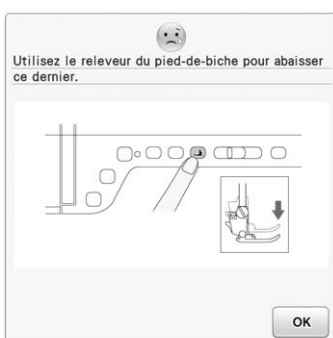 Utilisez le releveur du pied-de-biche pour abaisser
ce dernier.
OK